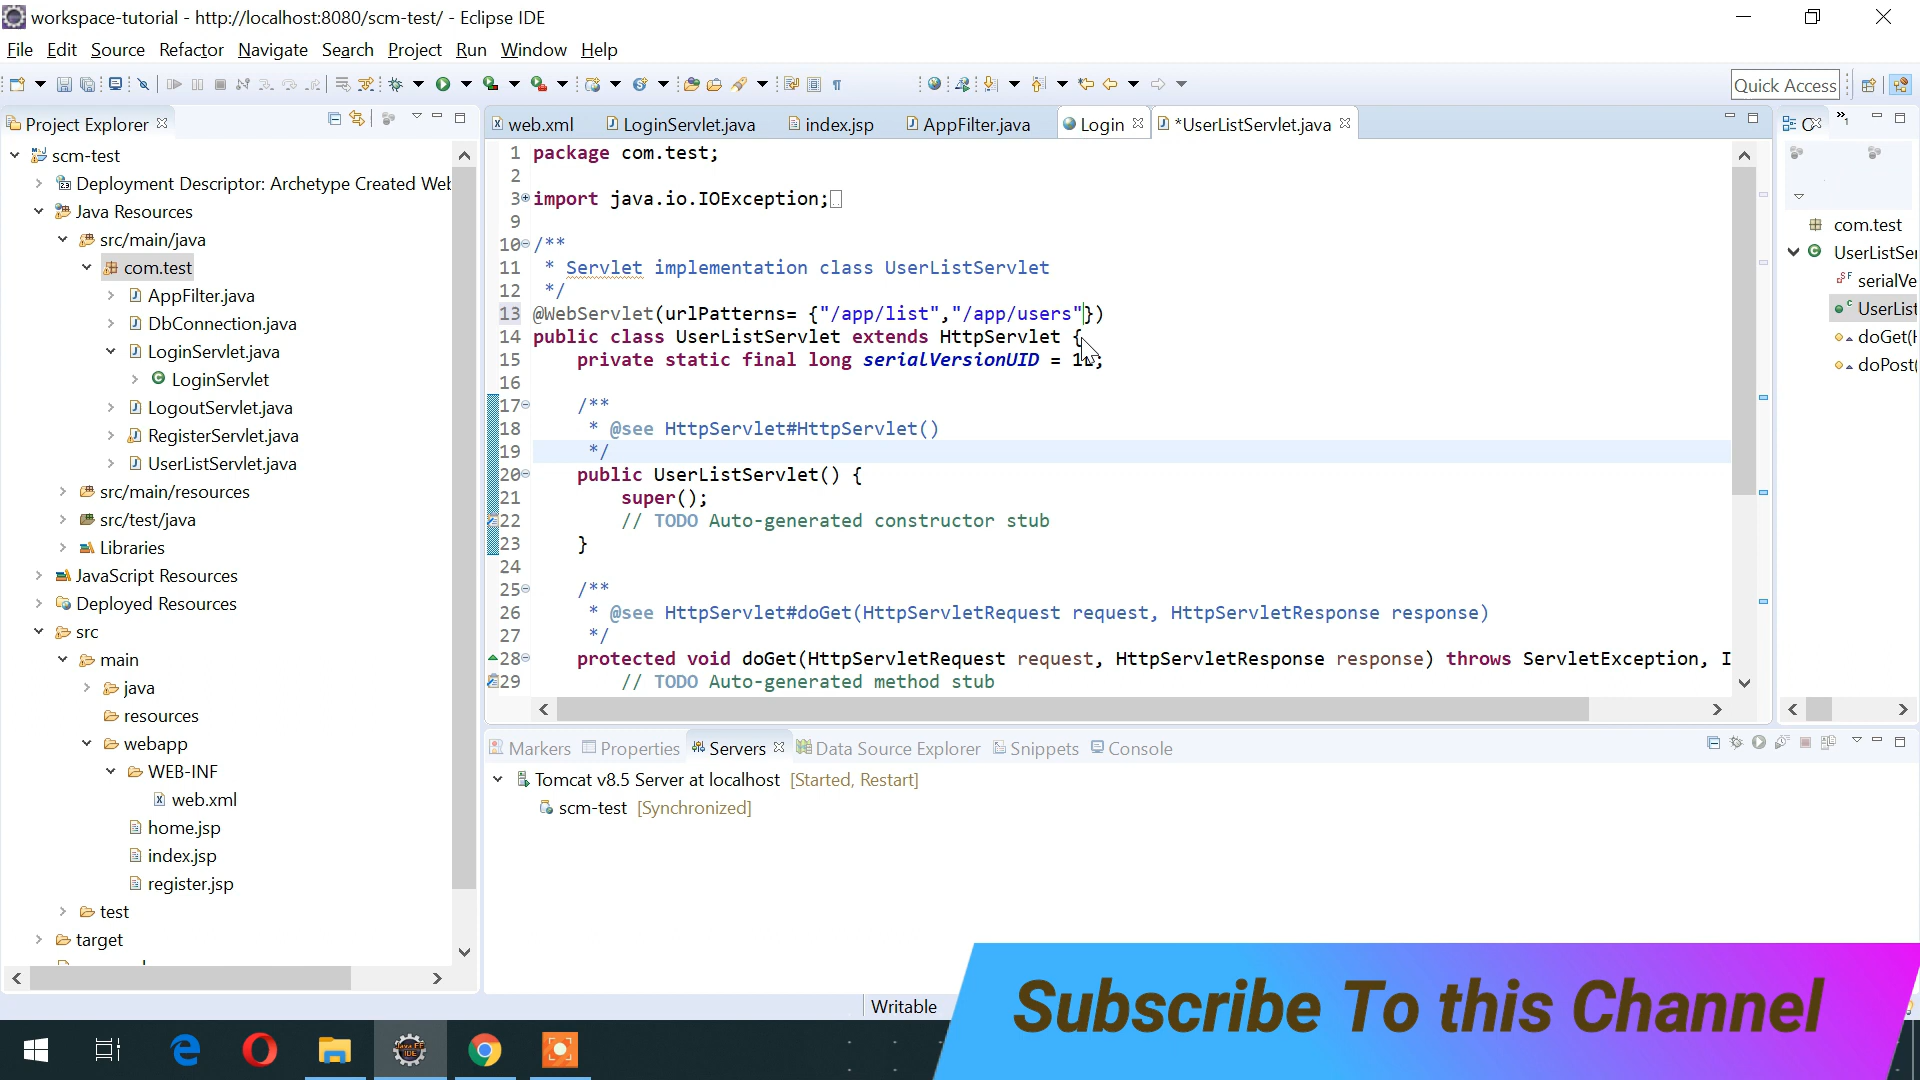 workspace-tutorial - http://localhost:8080/scm-test/ - Eclipse IDE
File Edit Source Refactor Navigate Search Project Run Window Help
Quick Access
Project Explorer
web.xml LoginServlet.java index.jsp AppFilter.java Login *UserListServlet.java
scm-test
Deployment Descriptor: Archetype Created Wel
Java Resources
src/main/java
com.test
AppFilter.java
DbConnection.java
LoginServlet.java
LoginServlet
LogoutServlet.java
RegisterServlet.java
UserListServlet.java
src/main/resources
src/test/java
Libraries
JavaScript Resources
Deployed Resources
src
main
java
resources
webapp
WEB-INF
web.xml
home.jsp
index.jsp
register.jsp
test
target
1 package com.test;
2
3 import java.io.IOException;
9
10 /**
11 * Servlet implementation class UserListServlet
12 */
13 @WebServlet(urlPatterns= {"/app/list","/app/users"})
14 public class UserListServlet extends HttpServlet {
15 private static final long serialVersionUID = 1L;
16
17 /**
18 * @see HttpServlet#HttpServlet()
19 */
20 public UserListServlet() {
21 super();
22 // TODO Auto-generated constructor stub
23 }
24
25 /**
26 * @see HttpServlet#doGet(HttpServletRequest request, HttpServletResponse response)
27 */
28 protected void doGet(HttpServletRequest request, HttpServletResponse response) throws ServletException, I
29 // TODO Auto-generated method stub
com.test
UserListSer
serialVe
UserList
doGet(H
doPost(
Markers Properties Servers Data Source Explorer Snippets Console
Tomcat v8.5 Server at localhost [Started, Restart]
scm-test [Synchronized]
Writable
Subscribe To this Channel